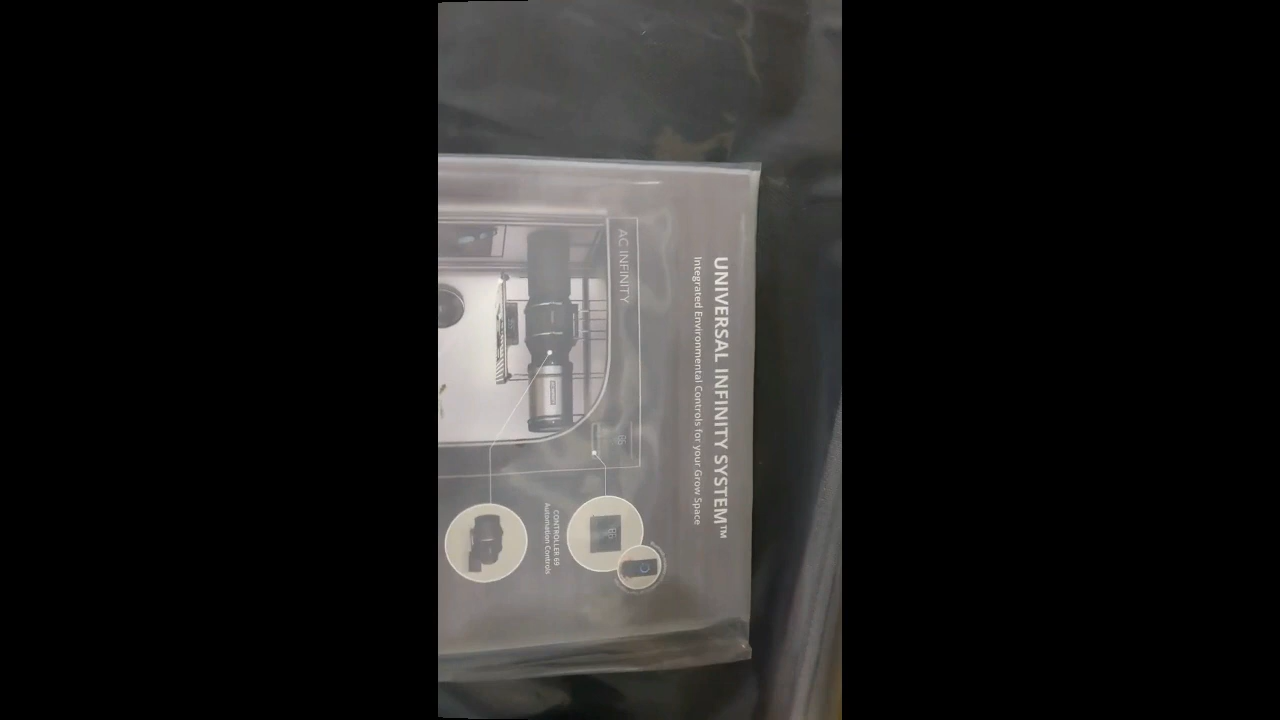 UNIVERSAL INFINITY SYSTEM™
Integrated Environmental Controls for your Grow Space
AC INFINITY
CONTROLLER 69
Automation Controls